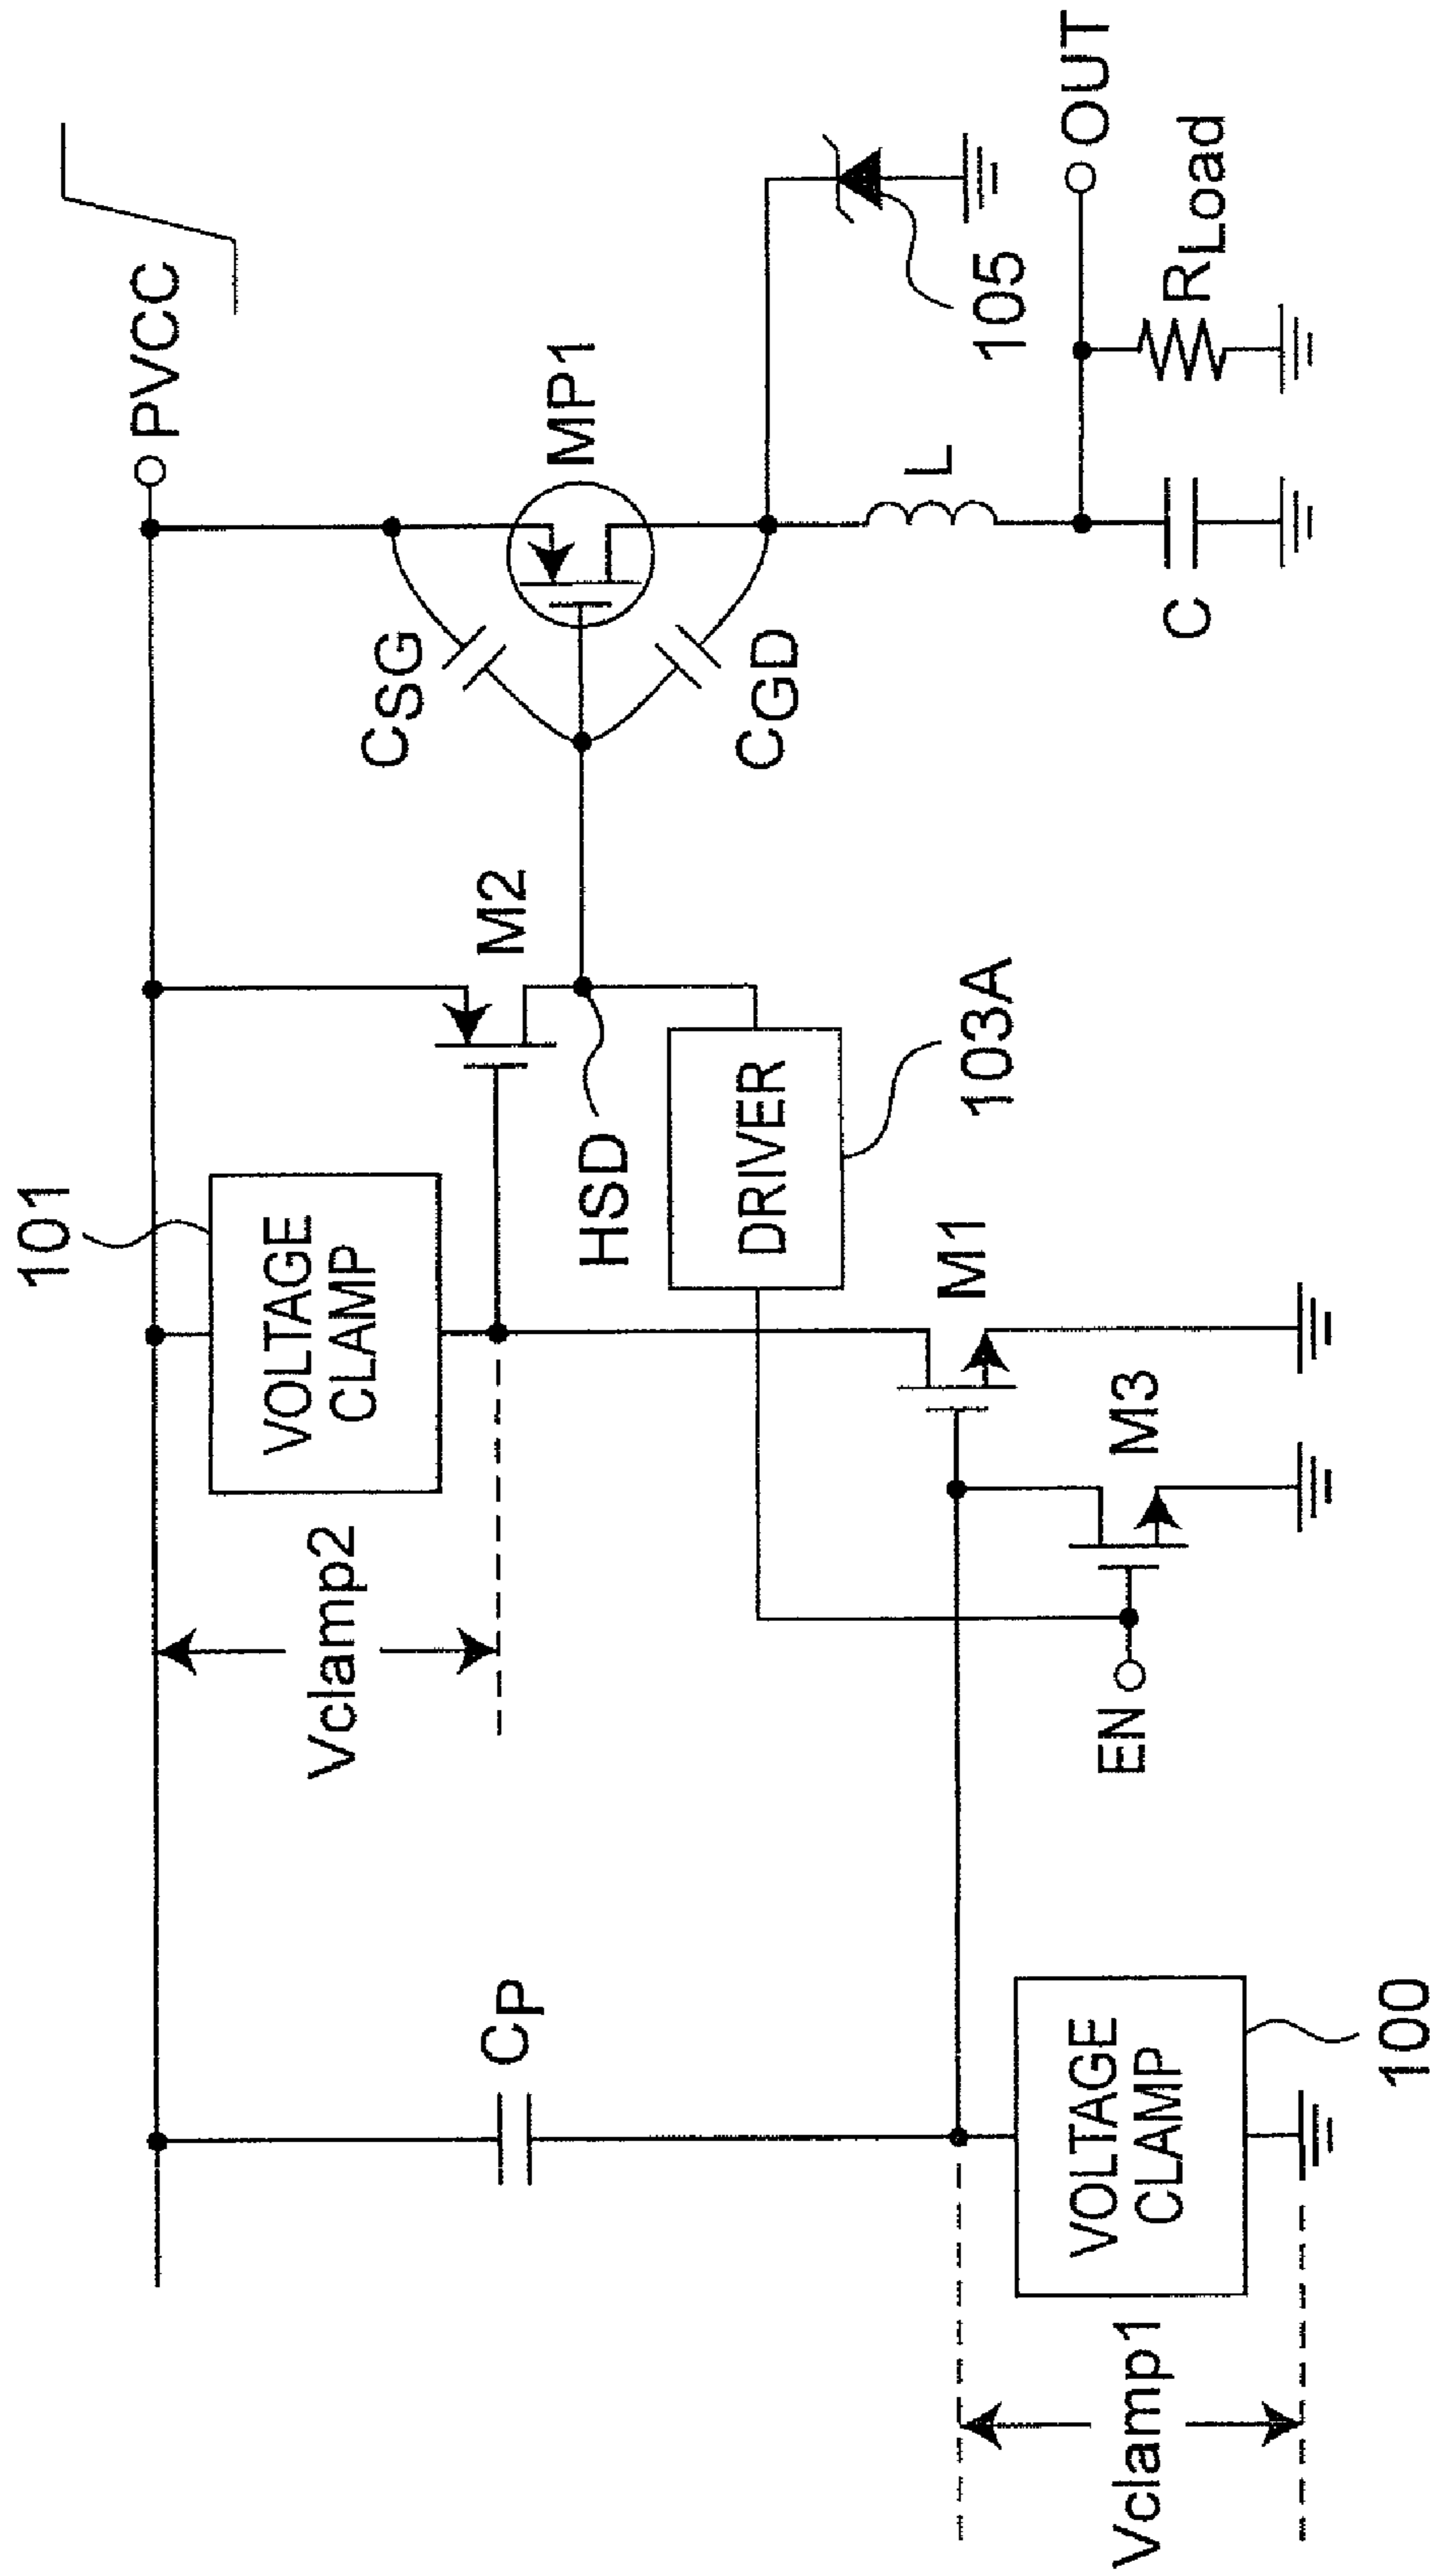 PVCC
101
VOLTAGE
CLAMP
Vclamp2
M2
CSG
MP1
CP
HSD
CGD
DRIVER
103A
L
105
OUT
RLoad
C
M1
M3
EN
VOLTAGE
CLAMP
100
Vclamp1